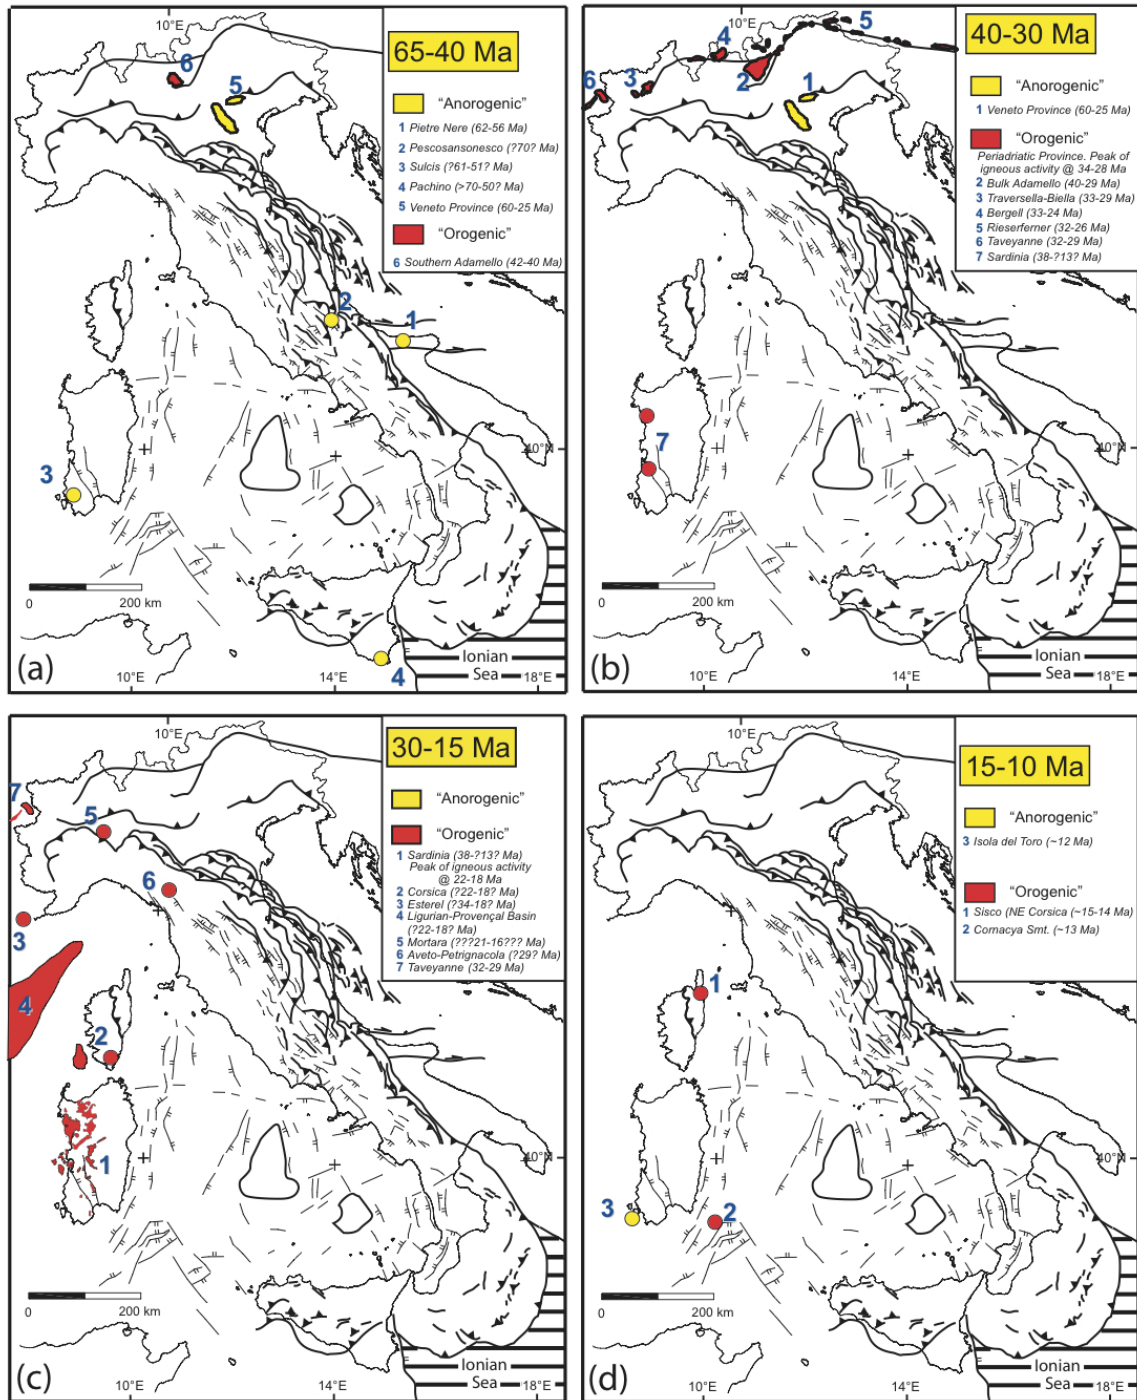 10°E
65-40 Ma
"Anorogenic"
1 Pietre Nere (62-56 Ma)
2 Pescosansonesco (?70? Ma)
3 Sulcis (?61-51? Ma)
4 Pachino (>70-50? Ma)
5 Veneto Province (60-25 Ma)
"Orogenic"
6 Southern Adamello (42-40 Ma)
6
5
2
1
3
4
40°N
0
200 km
Ionian
Sea
(a)
10°E
14°E
18°E
10°E
40-30 Ma
"Anorogenic"
1 Veneto Province (60-25 Ma)
"Orogenic"
Periadriatic Province. Peak of
igneous activity @ 34-28 Ma
2 Bulk Adamello (40-29 Ma)
3 Traversella-Biella (33-29 Ma)
4 Bergell (33-24 Ma)
5 Rieserferner (32-26 Ma)
6 Taveyanne (32-29 Ma)
7 Sardinia (38-?13? Ma)
5
4
6
3
2
1
7
40°N
0
200 km
Ionian
Sea
(b)
10°E
14°E
18°E
10°E
30-15 Ma
"Anorogenic"
"Orogenic"
1 Sardinia (38-?13? Ma)
Peak of igneous activity
@ 22-18 Ma
2 Corsica (?22-18? Ma)
3 Esterel (?34-18? Ma)
4 Ligurian-Provençal Basin
(?22-18? Ma)
5 Mortara (???21-16??? Ma)
6 Aveto-Petrignacola (?29? Ma)
7 Taveyanne (32-29 Ma)
7
5
6
3
4
2
1
40°N
0
200 km
Ionian
Sea
(c)
10°E
14°E
18°E
10°E
15-10 Ma
"Anorogenic"
3 Isola del Toro (~12 Ma)
"Orogenic"
1 Sisco (NE Corsica (~15-14 Ma)
2 Cornacya Smt. (~13 Ma)
1
3
2
40°N
0
200 km
Ionian
Sea
(d)
10°E
14°E
18°E